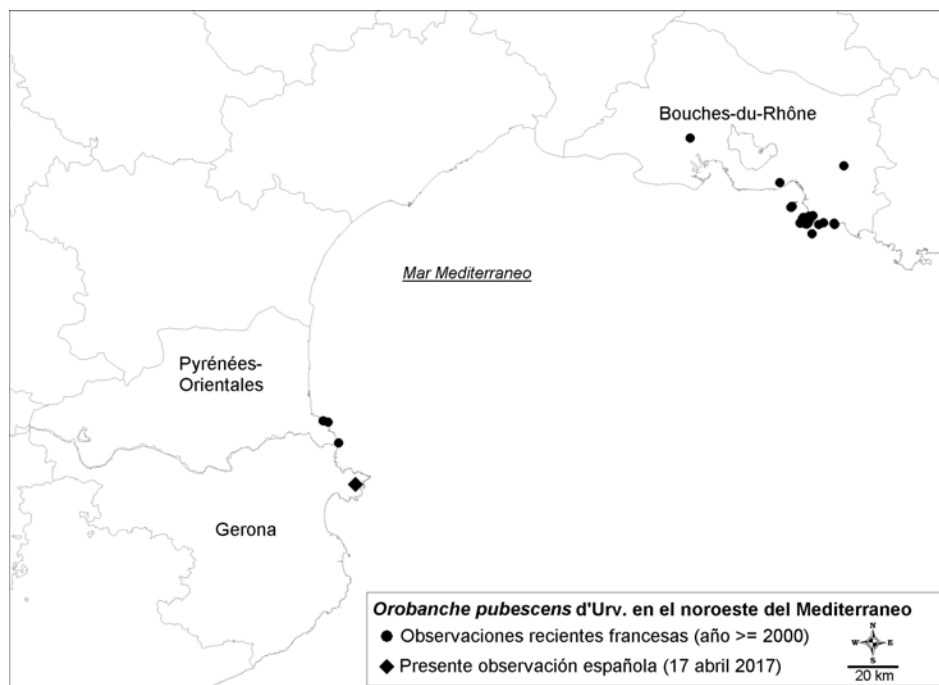 Bouches-du-Rhône
Mar Mediterraneo
Pyrénées-
Orientales
Gerona
Orobanche pubescens d'Urv. en el noroeste del Mediterraneo
Observaciones recientes francesas (año >= 2000)
Presente observación española (17 abril 2017)
N
W E
S
20 km